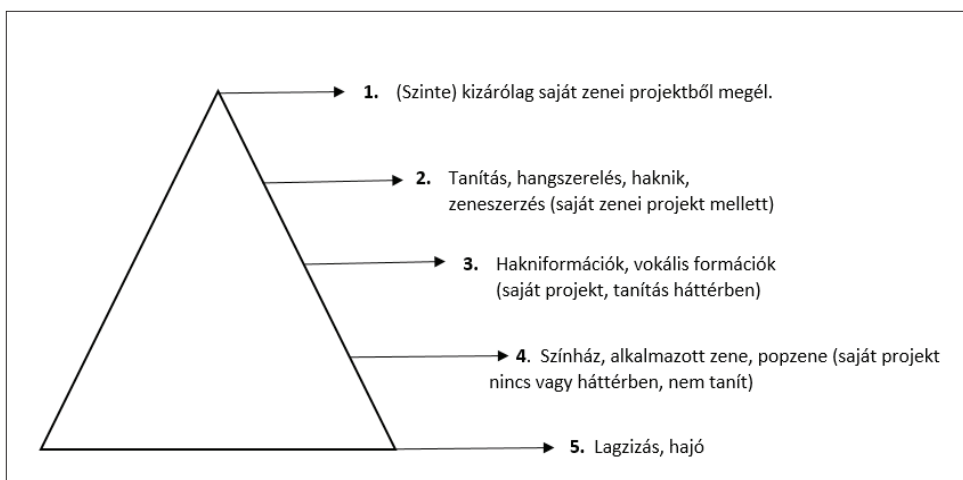 1. (Szinte) kizárólag saját zenei projektből megél.
2. Tanítás, hangszerelés, haknik,
zeneszerzés (saját zenei projekt mellett)
3. Hakniformációk, vokális formációk
(saját projekt, tanítás háttérben)
4. Színház, alkalmazott zene, popzene (saját projekt
nincs vagy háttérben, nem tanít)
5. Lagzizás, hajó